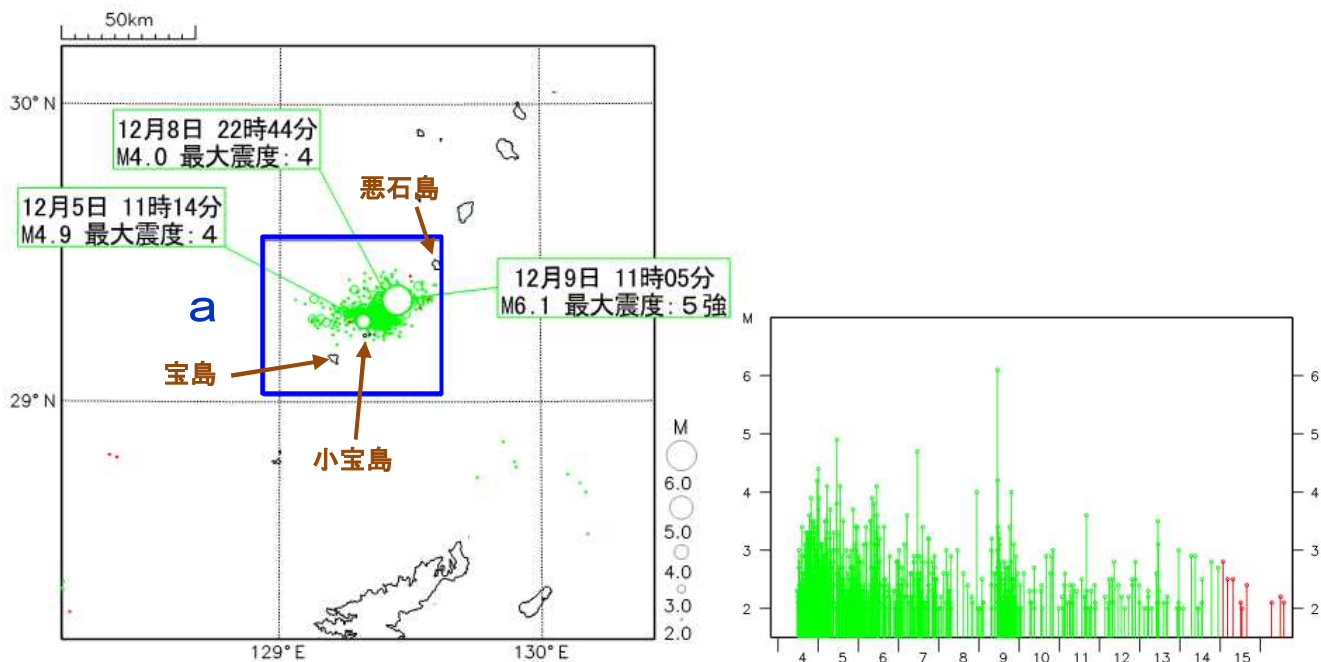 50km
30°N
12月8日 22時44分
M4.0 最大震度:4
悪石島
12月5日 11時14分
M4.9 最大震度:4
12月9日 11時05分
M6.1 最大震度:5強
a
宝島
29°N
小宝島
M
6.0
5.0
4.0
3.0
2.0
129°E
130°E
M
6 6
5 5
4 4
3 3
2 2
4 5 6 7 8 9 10 11 12 13 14 15